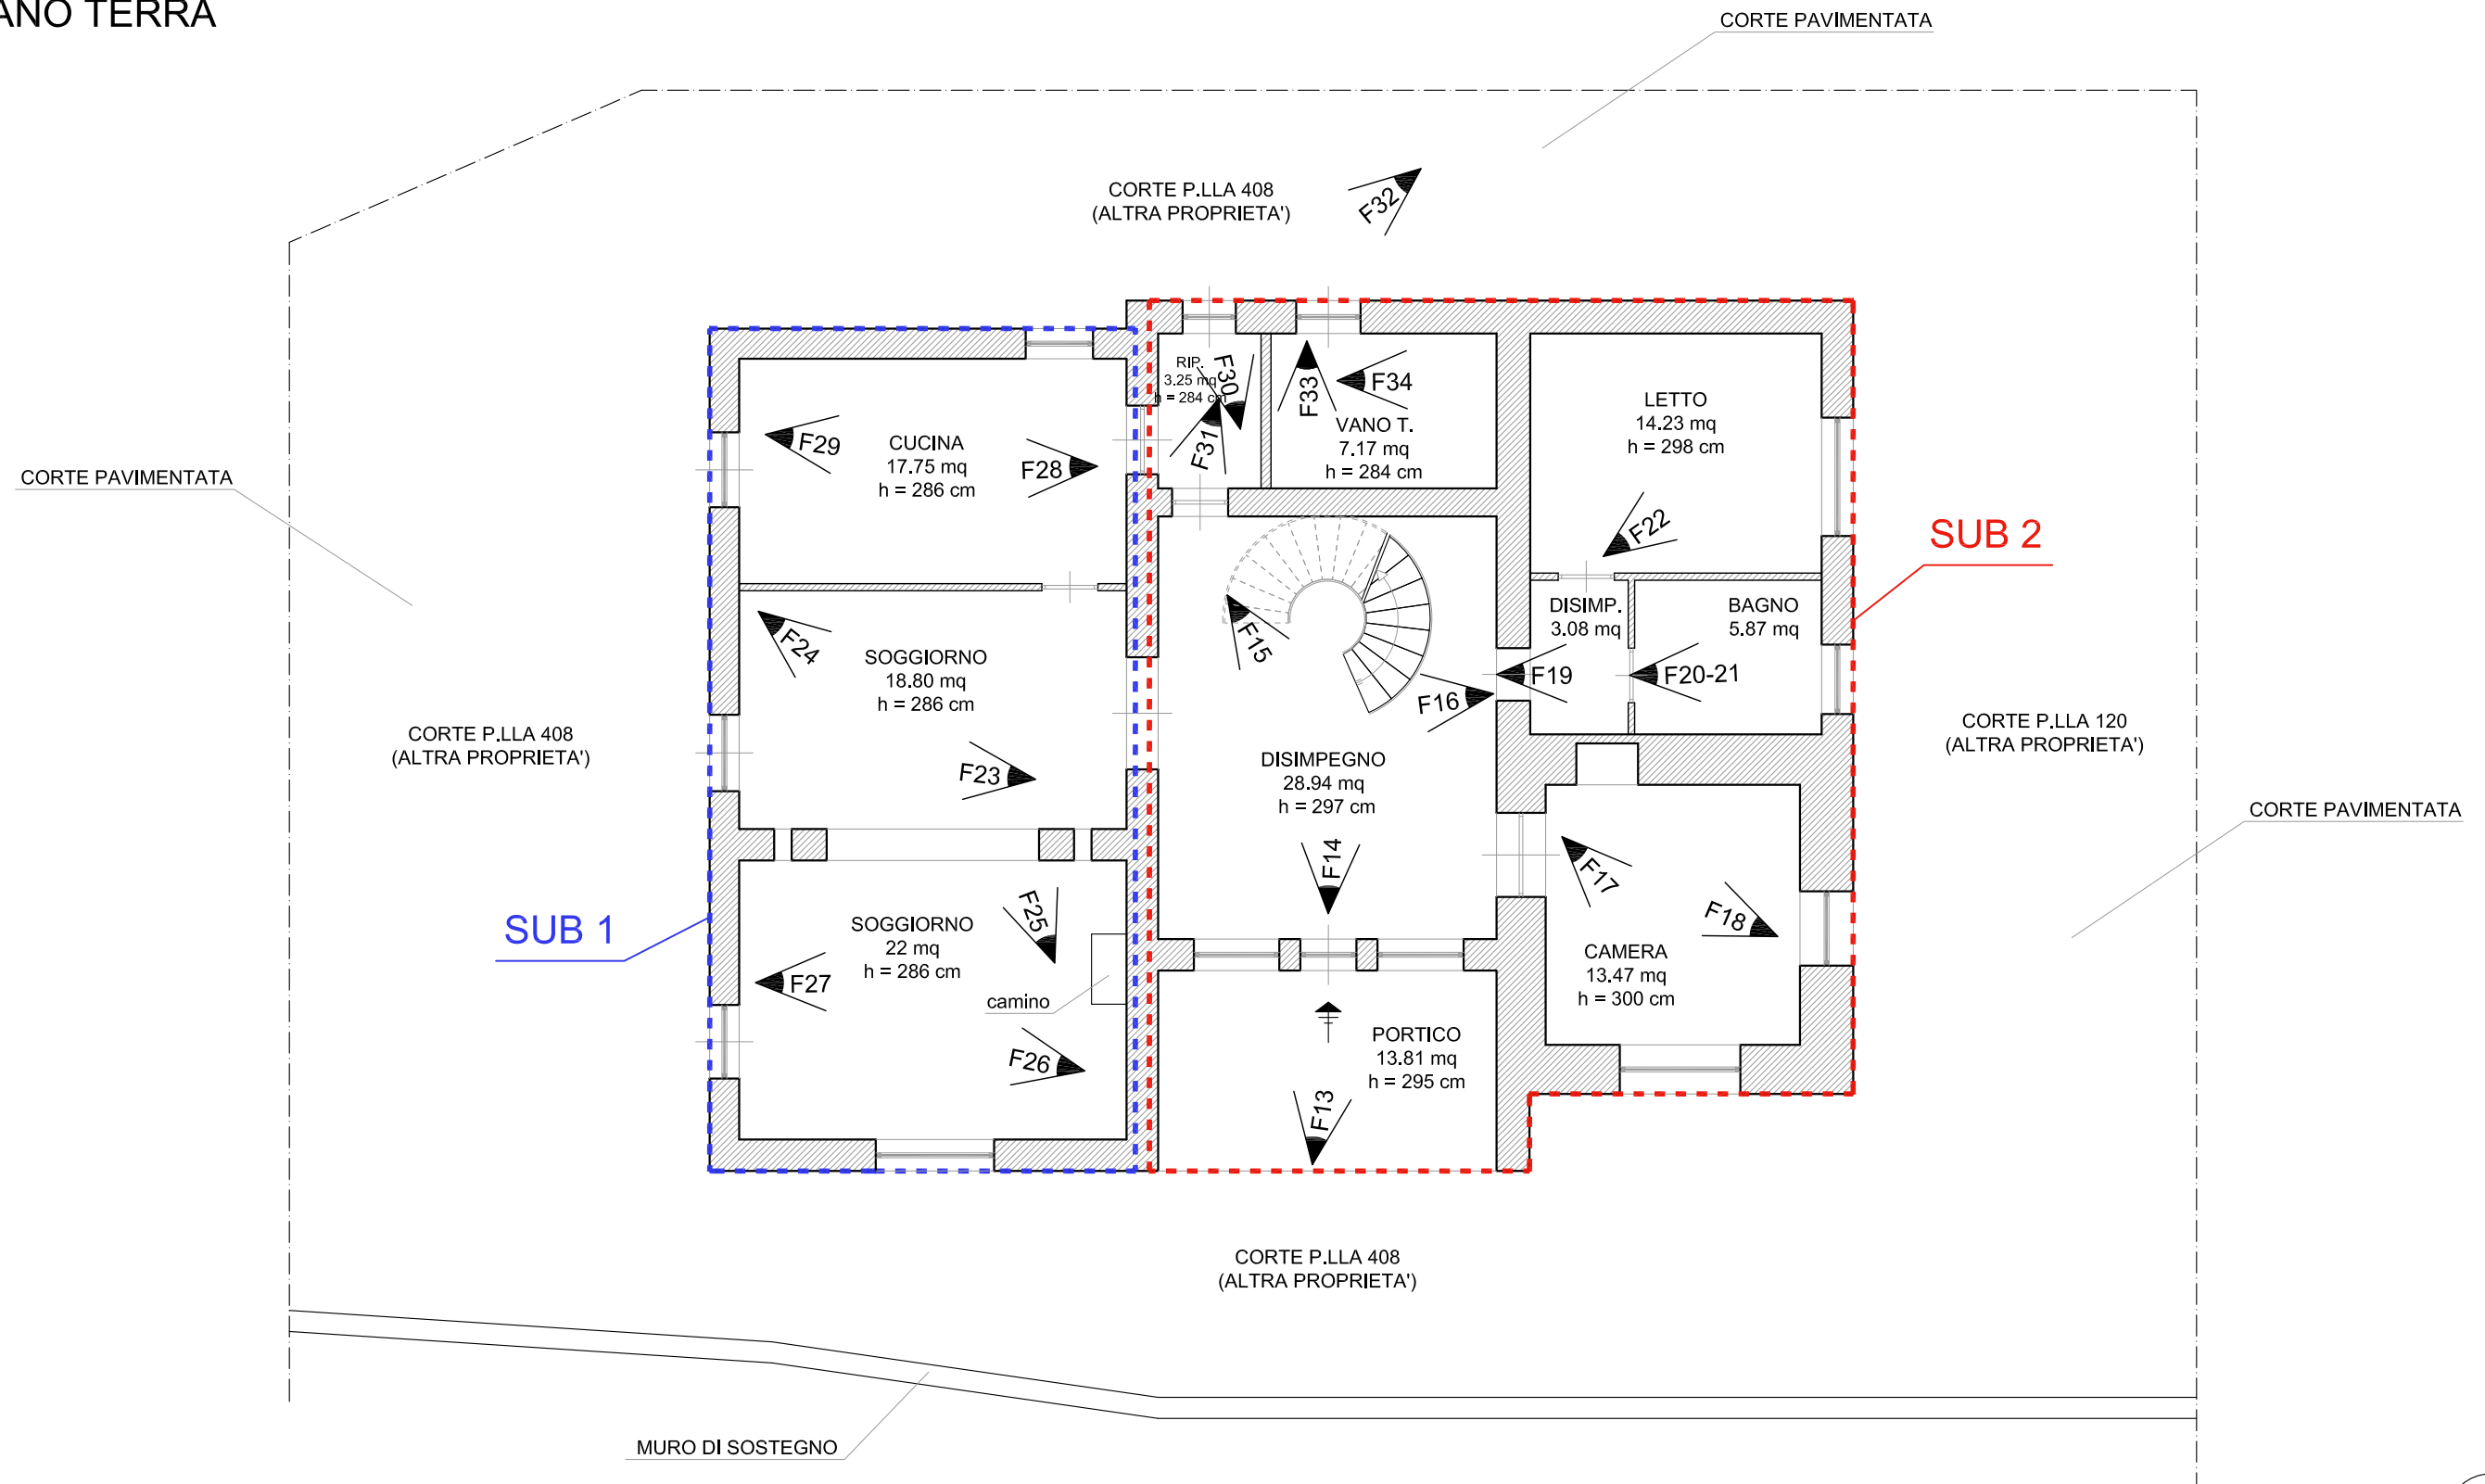 ANO TERRA
CORTE PAVIMENTATA
CORTE P.LLA 408
(ALTRA PROPRIETA')
F32
RIP.
3.25 mq
h = 284 cm
F30
F31
F33
F34
VANO T.
7.17 mq
h = 284 cm
LETTO
14.23 mq
h = 298 cm
F22
F29
CUCINA
17.75 mq
h = 286 cm
F28
CORTE PAVIMENTATA
SUB 2
DISIMP.
3.08 mq
BAGNO
5.87 mq
F24
SOGGIORNO
18.80 mq
h = 286 cm
F23
F15
F16
F19
F20-21
CORTE P.LLA 408
(ALTRA PROPRIETA')
CORTE P.LLA 120
(ALTRA PROPRIETA')
DISIMPEGNO
28.94 mq
h = 297 cm
F14
CORTE PAVIMENTATA
F17
F18
CAMERA
13.47 mq
h = 300 cm
SUB 1
SOGGIORNO
22 mq
h = 286 cm
F25
F27
camino
F26
PORTICO
13.81 mq
h = 295 cm
F13
CORTE P.LLA 408
(ALTRA PROPRIETA')
MURO DI SOSTEGNO